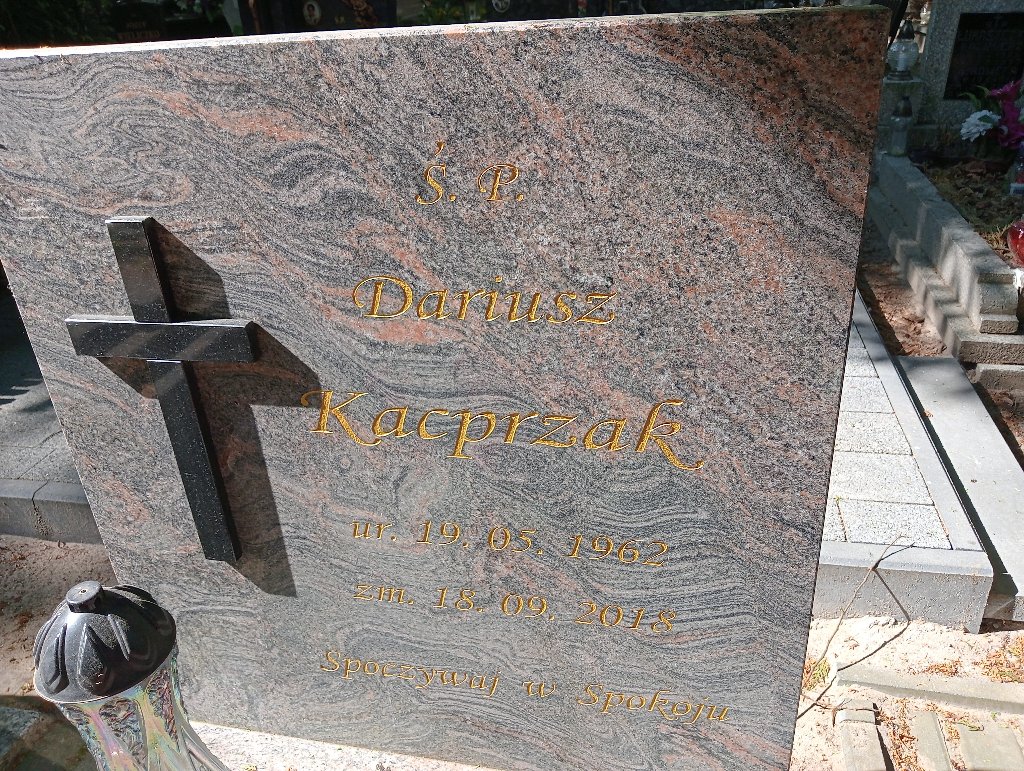 Ś. P.
Dariusz
Kacprzak
ur. 19. 05. 1962
zm. 18. 09. 2018
Spoczywaj w Spokoju